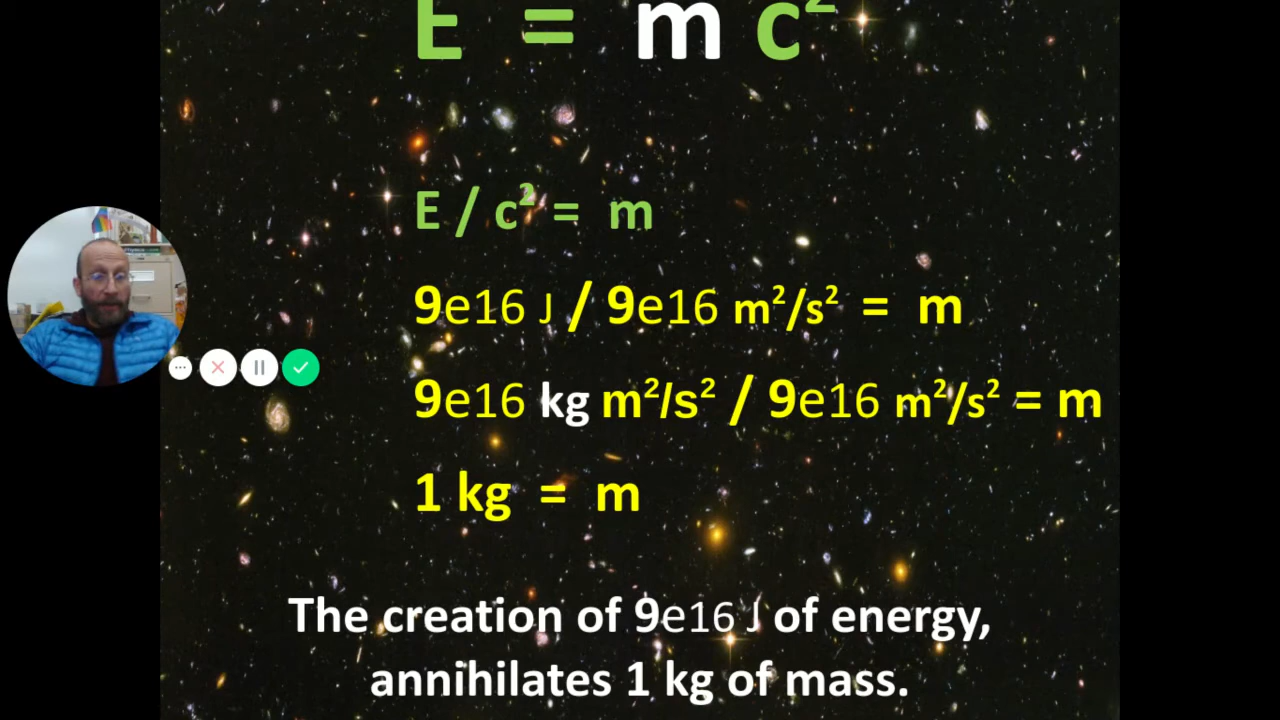 E = m c²
E / c² = m
9e16 J / 9e16 m²/s² = m
9e16 kg m²/s² / 9e16 m²/s² = m
1 kg = m
The creation of 9e16 J of energy,
annihilates 1 kg of mass.